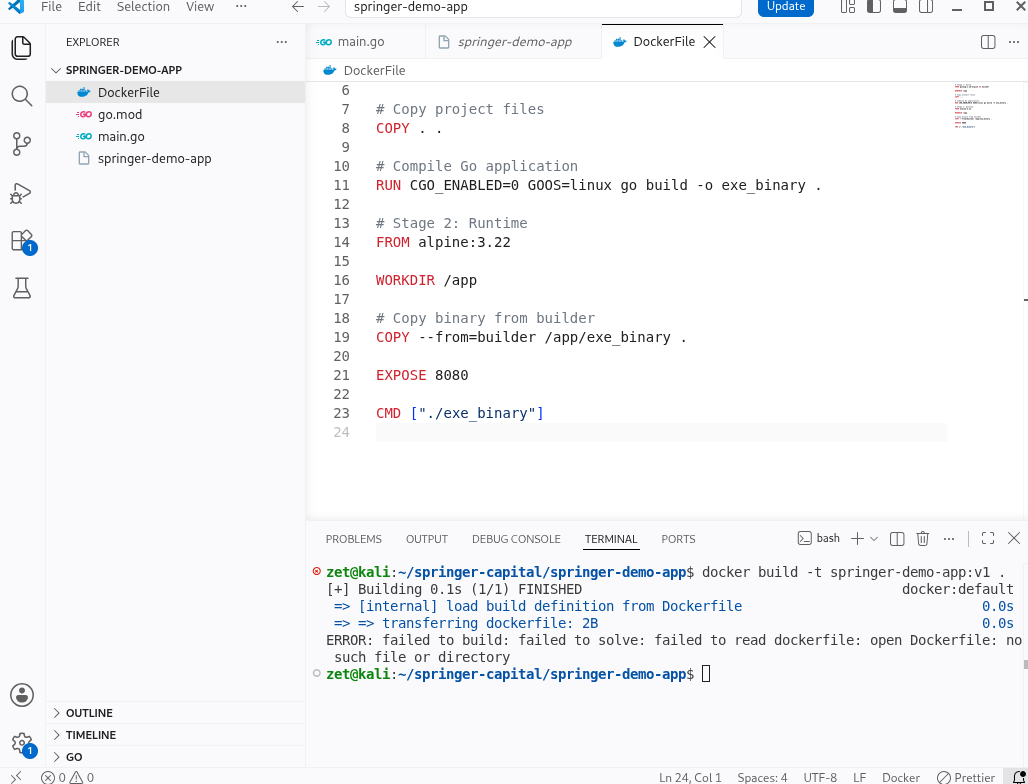 File Edit Selection View ··· springer-demo-app Update
EXPLORER ···
SPRINGER-DEMO-APP
DockerFile
GO go.mod
GO main.go
springer-demo-app
OUTLINE
TIMELINE
GO
1
1
GO main.go springer-demo-app DockerFile
DockerFile
6
7 # Copy project files
8 COPY . .
9
10 # Compile Go application
11 RUN CGO_ENABLED=0 GOOS=linux go build -o exe_binary .
12
13 # Stage 2: Runtime
14 FROM alpine:3.22
15
16 WORKDIR /app
17
18 # Copy binary from builder
19 COPY --from=builder /app/exe_binary .
20
21 EXPOSE 8080
22
23 CMD ["./exe_binary"]
24
PROBLEMS OUTPUT DEBUG CONSOLE TERMINAL PORTS bash
zet@kali:~/springer-capital/springer-demo-app$ docker build -t springer-demo-app:v1 .
[+] Building 0.1s (1/1) FINISHED docker:default
=> [internal] load build definition from Dockerfile 0.0s
=> => transferring dockerfile: 2B 0.0s
ERROR: failed to build: failed to solve: failed to read dockerfile: open Dockerfile: no
such file or directory
zet@kali:~/springer-capital/springer-demo-app$
0 0 Ln 24, Col 1 Spaces: 4 UTF-8 LF Docker Prettier